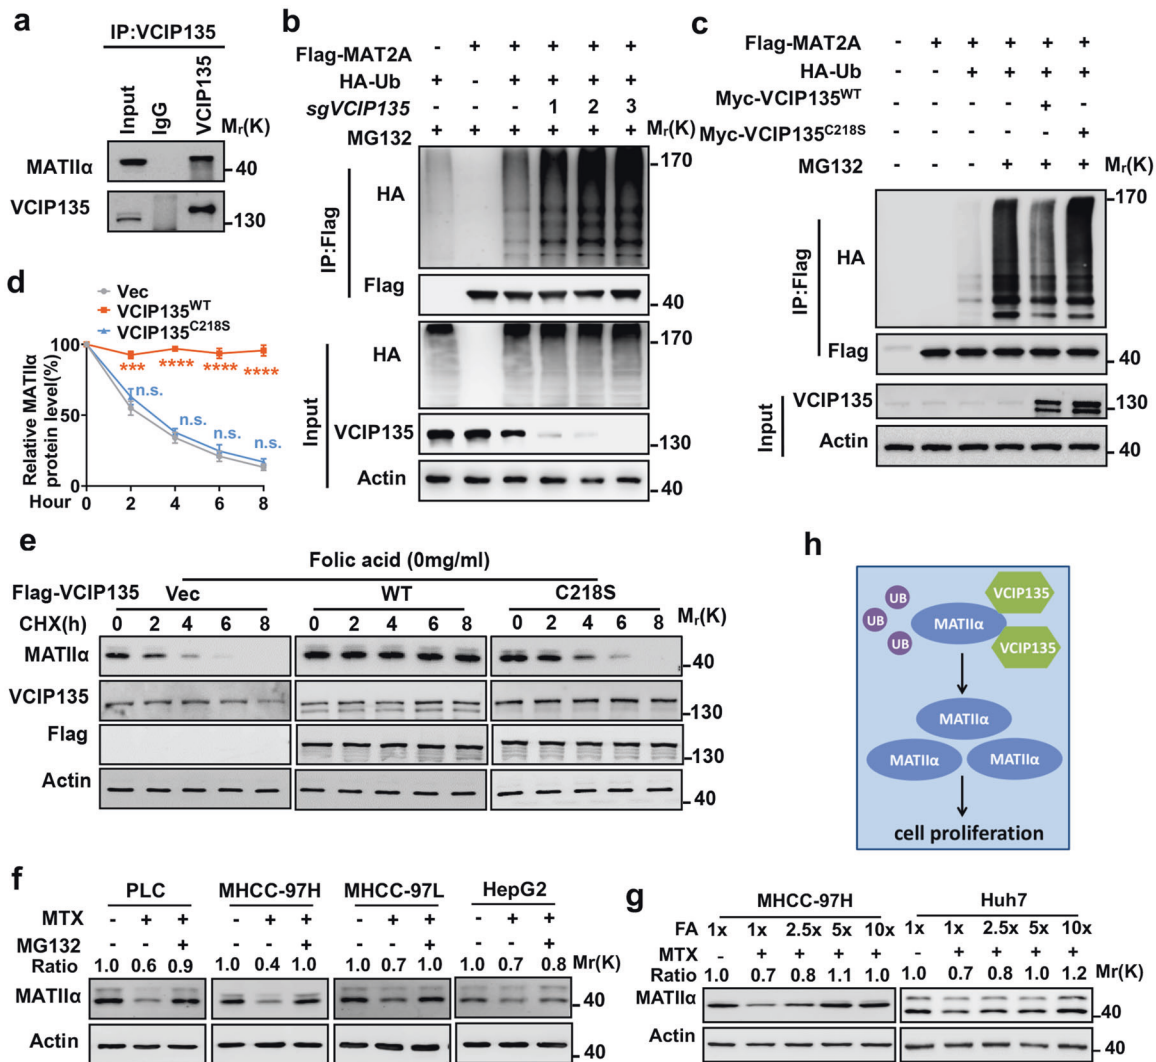 a
IP:VCIP135
Input
IgG
VCIP135
Mr(K)
MATIIα
40
VCIP135
130
b
Flag-MAT2A - + + + + +
HA-Ub + - + + + +
sgVCIP135 1 2 3
MG132 + + + + + + Mr(K)
IP:Flag
HA
170
Flag
40
Input
HA
170
VCIP135
130
Actin
40
c
Flag-MAT2A - + + + + +
HA-Ub - - + + + +
Myc-VCIP135WT +
Myc-VCIP135C218S +
MG132 - - - + + + Mr(K)
IP:Flag
HA
170
Flag
40
Input
VCIP135
130
Actin
40
d
Vec
VCIP135WT
VCIP135C218S
Relative MATIIα
protein level(%)
100
50
0
*** **** **** ****
n.s. n.s. n.s. n.s.
Hour 0 2 4 6 8
e
Folic acid (0mg/ml)
Flag-VCIP135 Vec WT C218S
CHX(h) 0 2 4 6 8 0 2 4 6 8 0 2 4 6 8 Mr(K)
MATIIα 40
VCIP135 130
Flag 130
Actin 40
f
PLC MHCC-97H MHCC-97L HepG2
MTX - + + - + + - + + - + +
MG132 - - + - - + - - + - - +
Ratio 1.0 0.6 0.9 1.0 0.4 1.0 1.0 0.7 1.0 1.0 0.7 0.8 Mr(K)
MATIIα 40
Actin 40
g
MHCC-97H Huh7
FA 1x 1x 2.5x 5x 10x 1x 1x 2.5x 5x 10x
MTX - + + + + - + + + +
Ratio 1.0 0.7 0.8 1.1 1.0 1.0 0.7 0.8 1.0 1.2 Mr(K)
MATIIα 40
Actin 40
h
UB
UB
UB
MATIIα
VCIP135
VCIP135
MATIIα
MATIIα MATIIα
cell proliferation